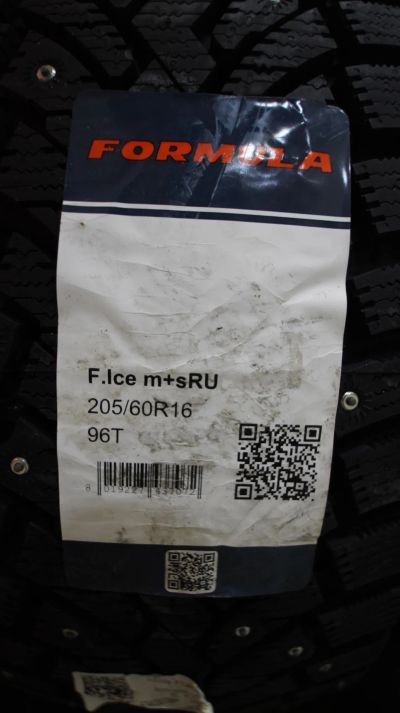 FORMULA
F.Ice m+sRU
205/60R16
96T